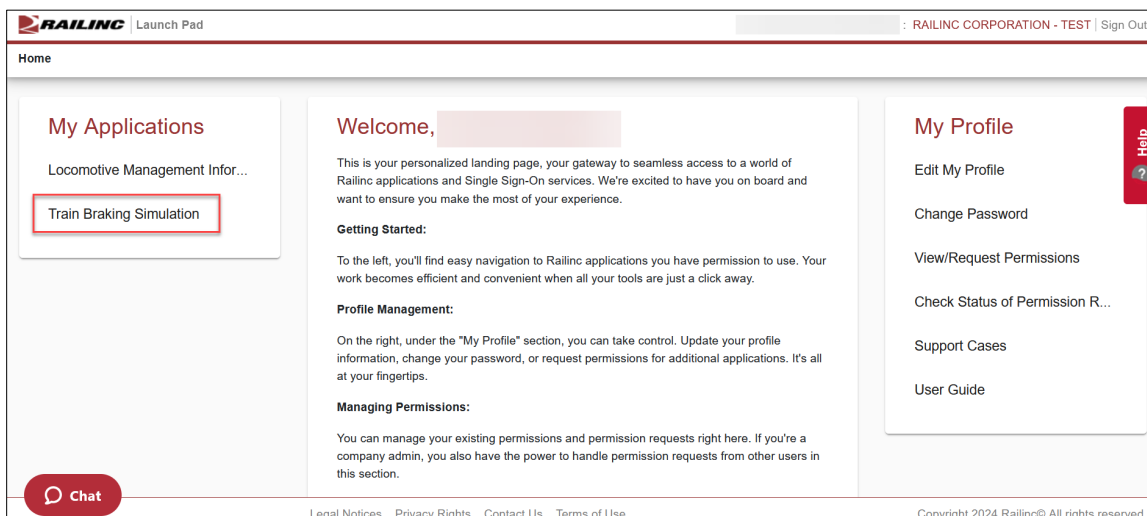 RAILINC Launch Pad
: RAILINC CORPORATION - TEST Sign Out
Home
My Applications
Locomotive Management Infor...
Train Braking Simulation
Welcome,
This is your personalized landing page, your gateway to seamless access to a world of
Railinc applications and Single Sign-On services. We're excited to have you on board and
want to ensure you make the most of your experience.
Getting Started:
To the left, you'll find easy navigation to Railinc applications you have permission to use. Your
work becomes efficient and convenient when all your tools are just a click away.
Profile Management:
On the right, under the "My Profile" section, you can take control. Update your profile
information, change your password, or request permissions for additional applications. It's all
at your fingertips.
Managing Permissions:
You can manage your existing permissions and permission requests right here. If you're a
company admin, you also have the power to handle permission requests from other users in
this section.
My Profile
Edit My Profile
Change Password
View/Request Permissions
Check Status of Permission R...
Support Cases
User Guide
Help
?
Chat
Legal Notices Privacy Rights Contact Us Terms of Use
Copyright 2024 Railinc© All rights reserved